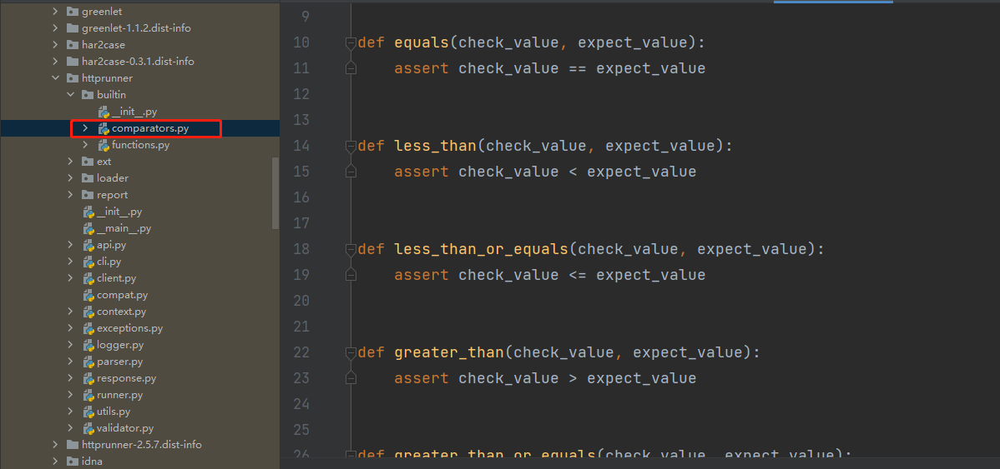 greenlet
greenlet-1.1.2.dist-info
har2case
har2case-0.3.1.dist-info
httprunner
builtin
__init__.py
comparators.py
functions.py
ext
loader
report
__init__.py
__main__.py
api.py
cli.py
client.py
compat.py
context.py
exceptions.py
logger.py
parser.py
response.py
runner.py
utils.py
validator.py
httprunner-2.5.7.dist-info
idna
9
10 def equals(check_value, expect_value):
11 assert check_value == expect_value
12
13
14 def less_than(check_value, expect_value):
15 assert check_value < expect_value
16
17
18 def less_than_or_equals(check_value, expect_value):
19 assert check_value <= expect_value
20
21
22 def greater_than(check_value, expect_value):
23 assert check_value > expect_value
24
25
26 def greater_than_or_equals(check_value, expect_value):